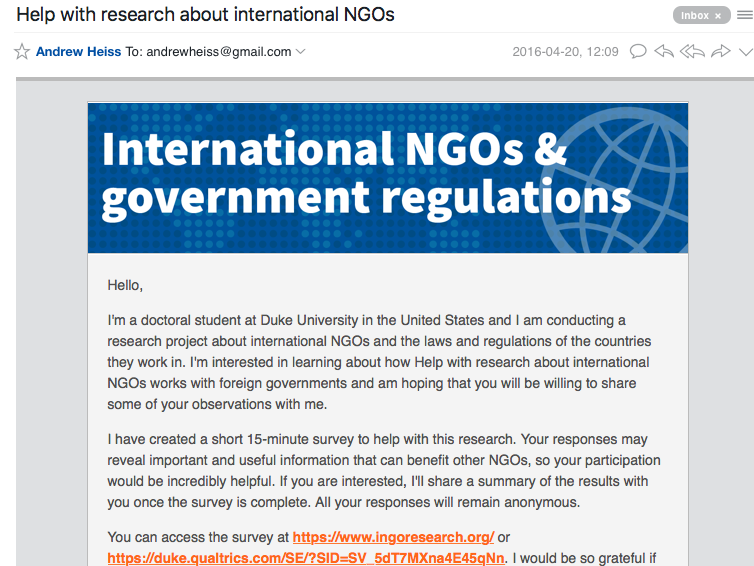 Help with research about international NGOs
Inbox ×
Andrew Heiss To: andrewheiss@gmail.com
2016-04-20, 12:09
International NGOs &
government regulations
Hello,
I'm a doctoral student at Duke University in the United States and I am conducting a
research project about international NGOs and the laws and regulations of the countries
they work in. I'm interested in learning about how Help with research about international
NGOs works with foreign governments and am hoping that you will be willing to share
some of your observations with me.
I have created a short 15-minute survey to help with this research. Your responses may
reveal important and useful information that can benefit other NGOs, so your participation
would be incredibly helpful. If you are interested, I'll share a summary of the results with
you once the survey is complete. All your responses will remain anonymous.
You can access the survey at https://www.ingoresearch.org/ or
https://duke.qualtrics.com/SE/?SID=SV_5dT7MXna4E45qNn. I would be so grateful if